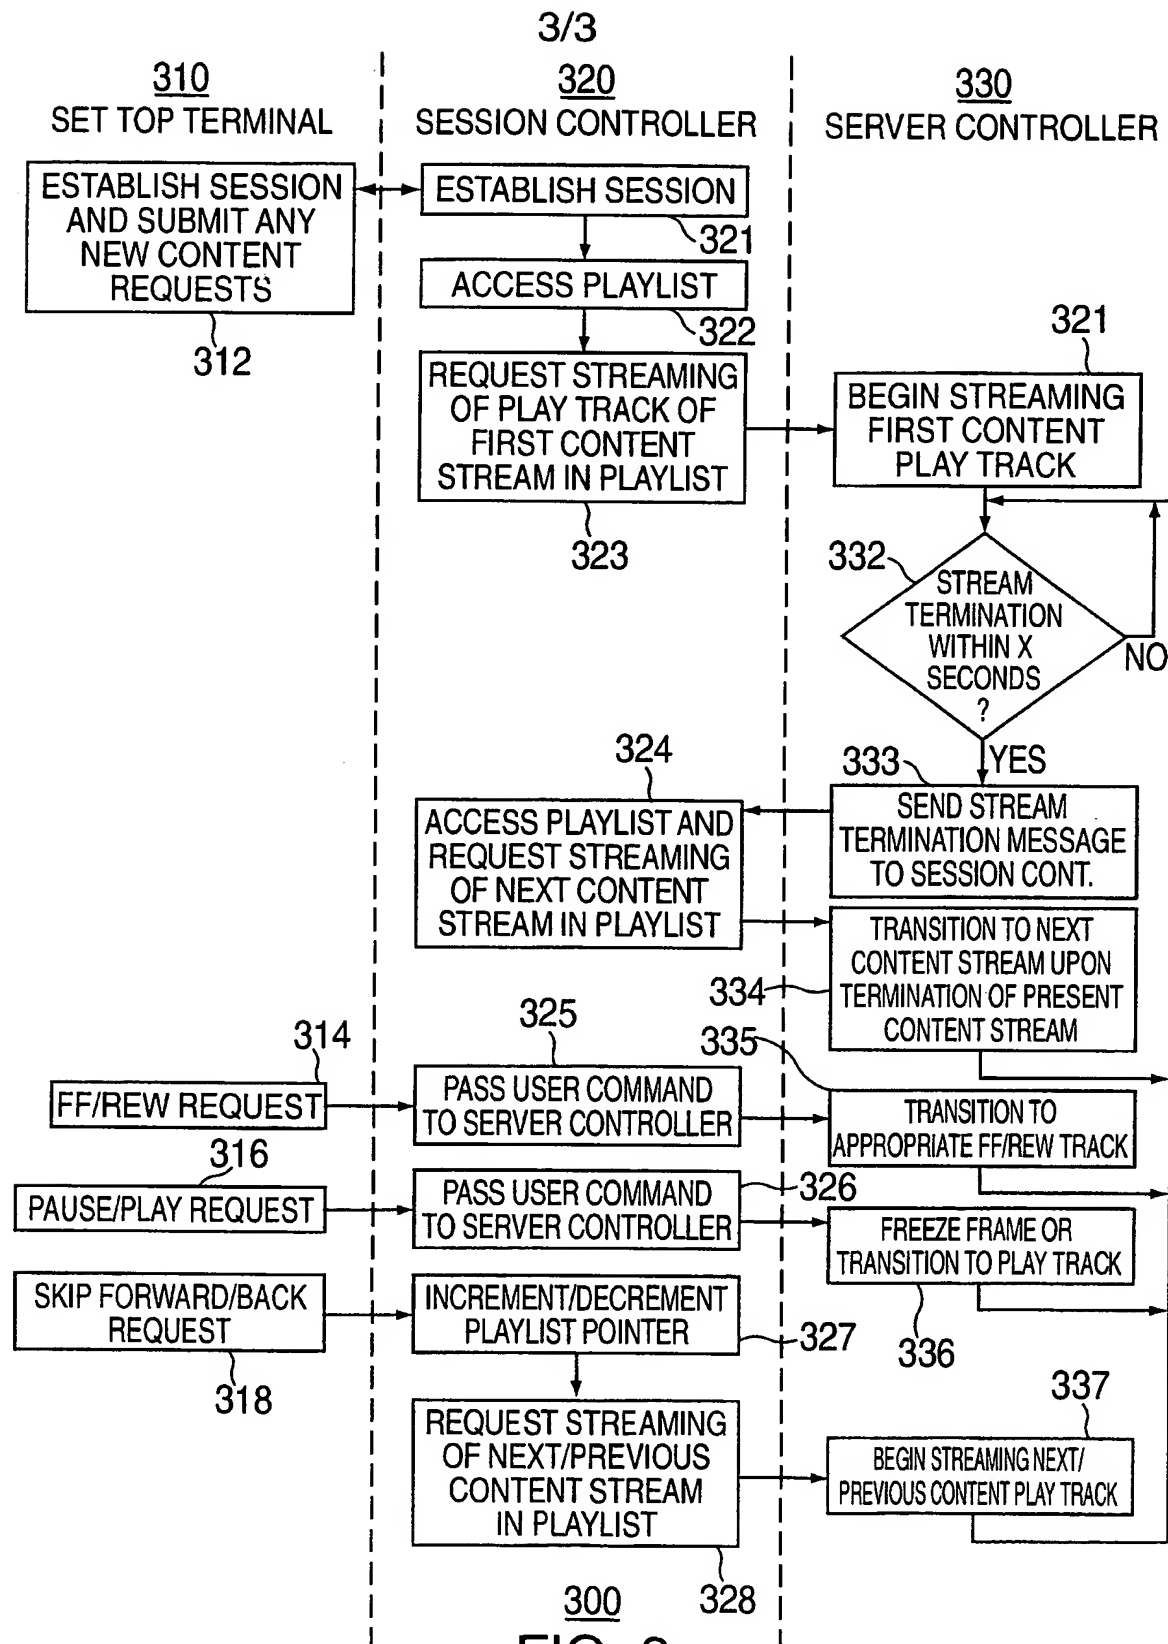 3/3
310
SET TOP TERMINAL
320
SESSION CONTROLLER
330
SERVER CONTROLLER
ESTABLISH SESSION
AND SUBMIT ANY
NEW CONTENT
REQUESTS
312
ESTABLISH SESSION
321
ACCESS PLAYLIST
322
REQUEST STREAMING
OF PLAY TRACK OF
FIRST CONTENT
STREAM IN PLAYLIST
323
321
BEGIN STREAMING
FIRST CONTENT
PLAY TRACK
332
STREAM
TERMINATION
WITHIN X
SECONDS
?
NO
YES
333
SEND STREAM
TERMINATION MESSAGE
TO SESSION CONT.
324
ACCESS PLAYLIST AND
REQUEST STREAMING
OF NEXT CONTENT
STREAM IN PLAYLIST
334
TRANSITION TO NEXT
CONTENT STREAM UPON
TERMINATION OF PRESENT
CONTENT STREAM
314
FF/REW REQUEST
325
PASS USER COMMAND
TO SERVER CONTROLLER
335
TRANSITION TO
APPROPRIATE FF/REW TRACK
316
PAUSE/PLAY REQUEST
PASS USER COMMAND
TO SERVER CONTROLLER
326
FREEZE FRAME OR
TRANSITION TO PLAY TRACK
336
SKIP FORWARD/BACK
REQUEST
318
INCREMENT/DECREMENT
PLAYLIST POINTER
327
REQUEST STREAMING
OF NEXT/PREVIOUS
CONTENT STREAM
IN PLAYLIST
328
337
BEGIN STREAMING NEXT/
PREVIOUS CONTENT PLAY TRACK
300